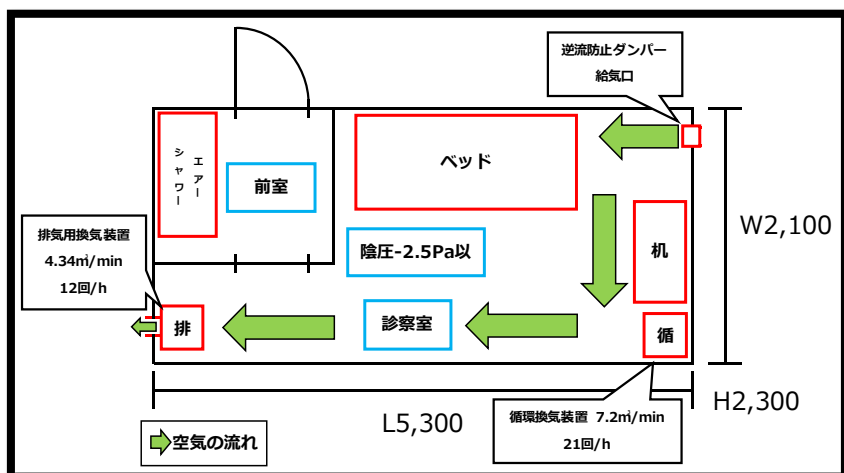 逆流防止ダンパー
給気口
エアー
シャワー
前室
ベッド
W2,100
排気用換気装置
4.34㎥/min
12回/h
陰圧-2.5Pa以
机
排
診察室
循
L5,300
H2,300
循環換気装置 7.2㎥/min
21回/h
空気の流れ